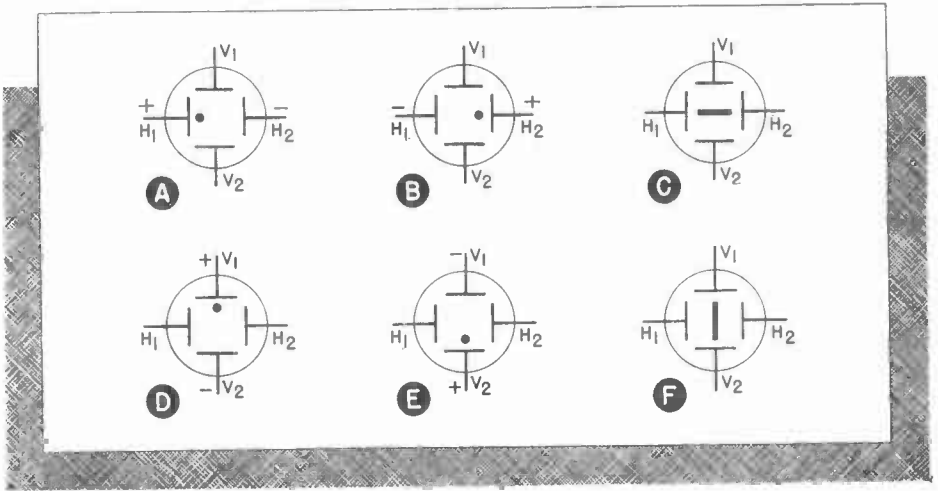 V1 V1 V1
+ - - + 
H1 H2 H1 H2 H1 H2
V2 V2 V2
A B C
+ V1 - V1 V1
H1 H2 H1 H2 H1 H2
- V2 + V2 V2
D E F